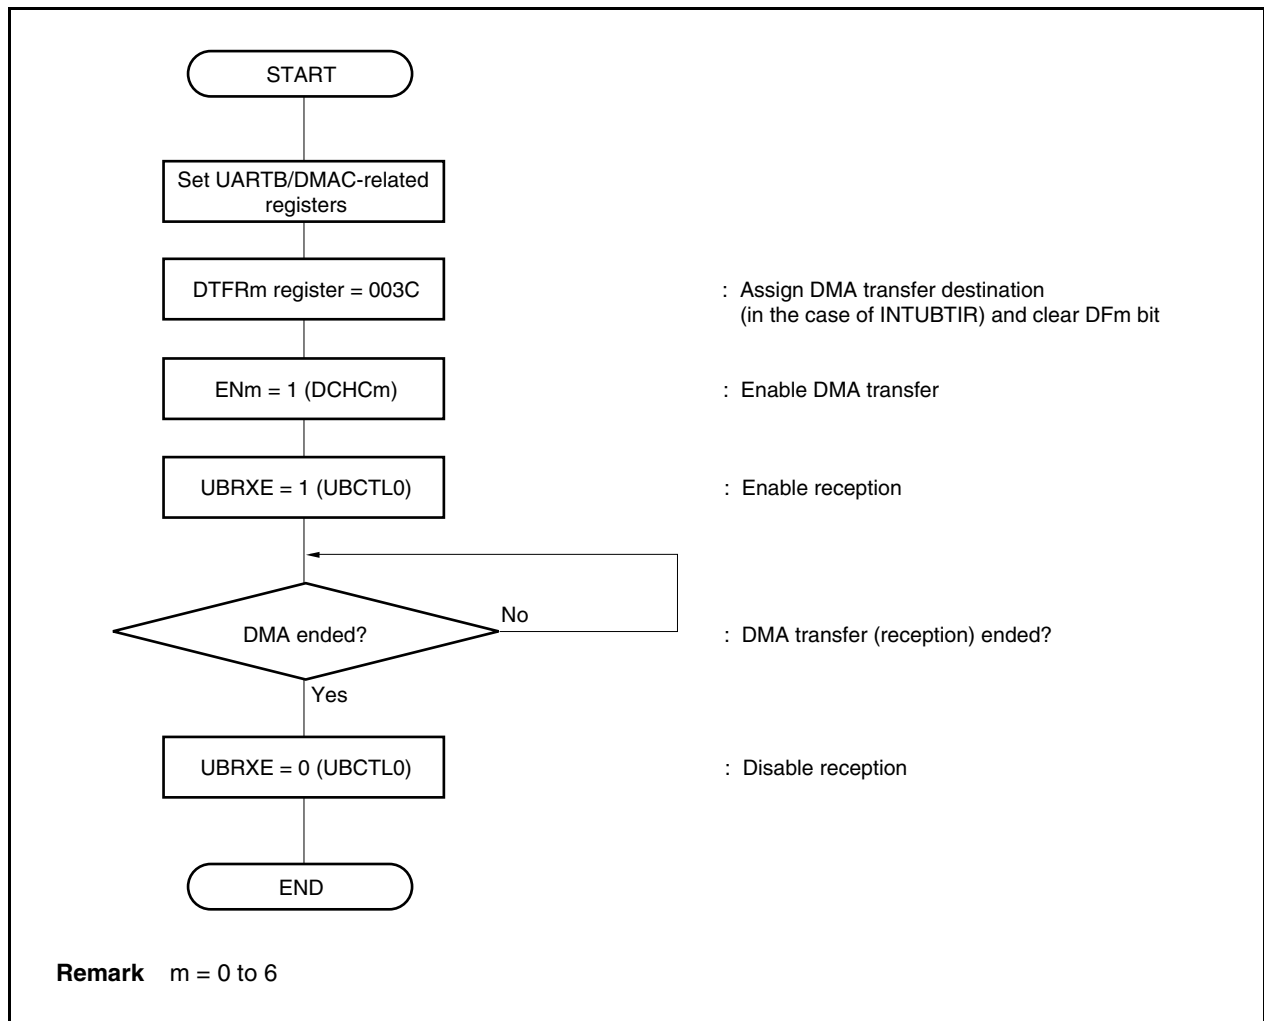 START
Set UARTB/DMAC-related
registers
DTFRm register = 003C
: Assign DMA transfer destination
(in the case of INTUBTIR) and clear DFm bit
ENm = 1 (DCHCm)
: Enable DMA transfer
UBRXE = 1 (UBCTL0)
: Enable reception
No
DMA ended?
: DMA transfer (reception) ended?
Yes
UBRXE = 0 (UBCTL0)
: Disable reception
END
Remark m = 0 to 6